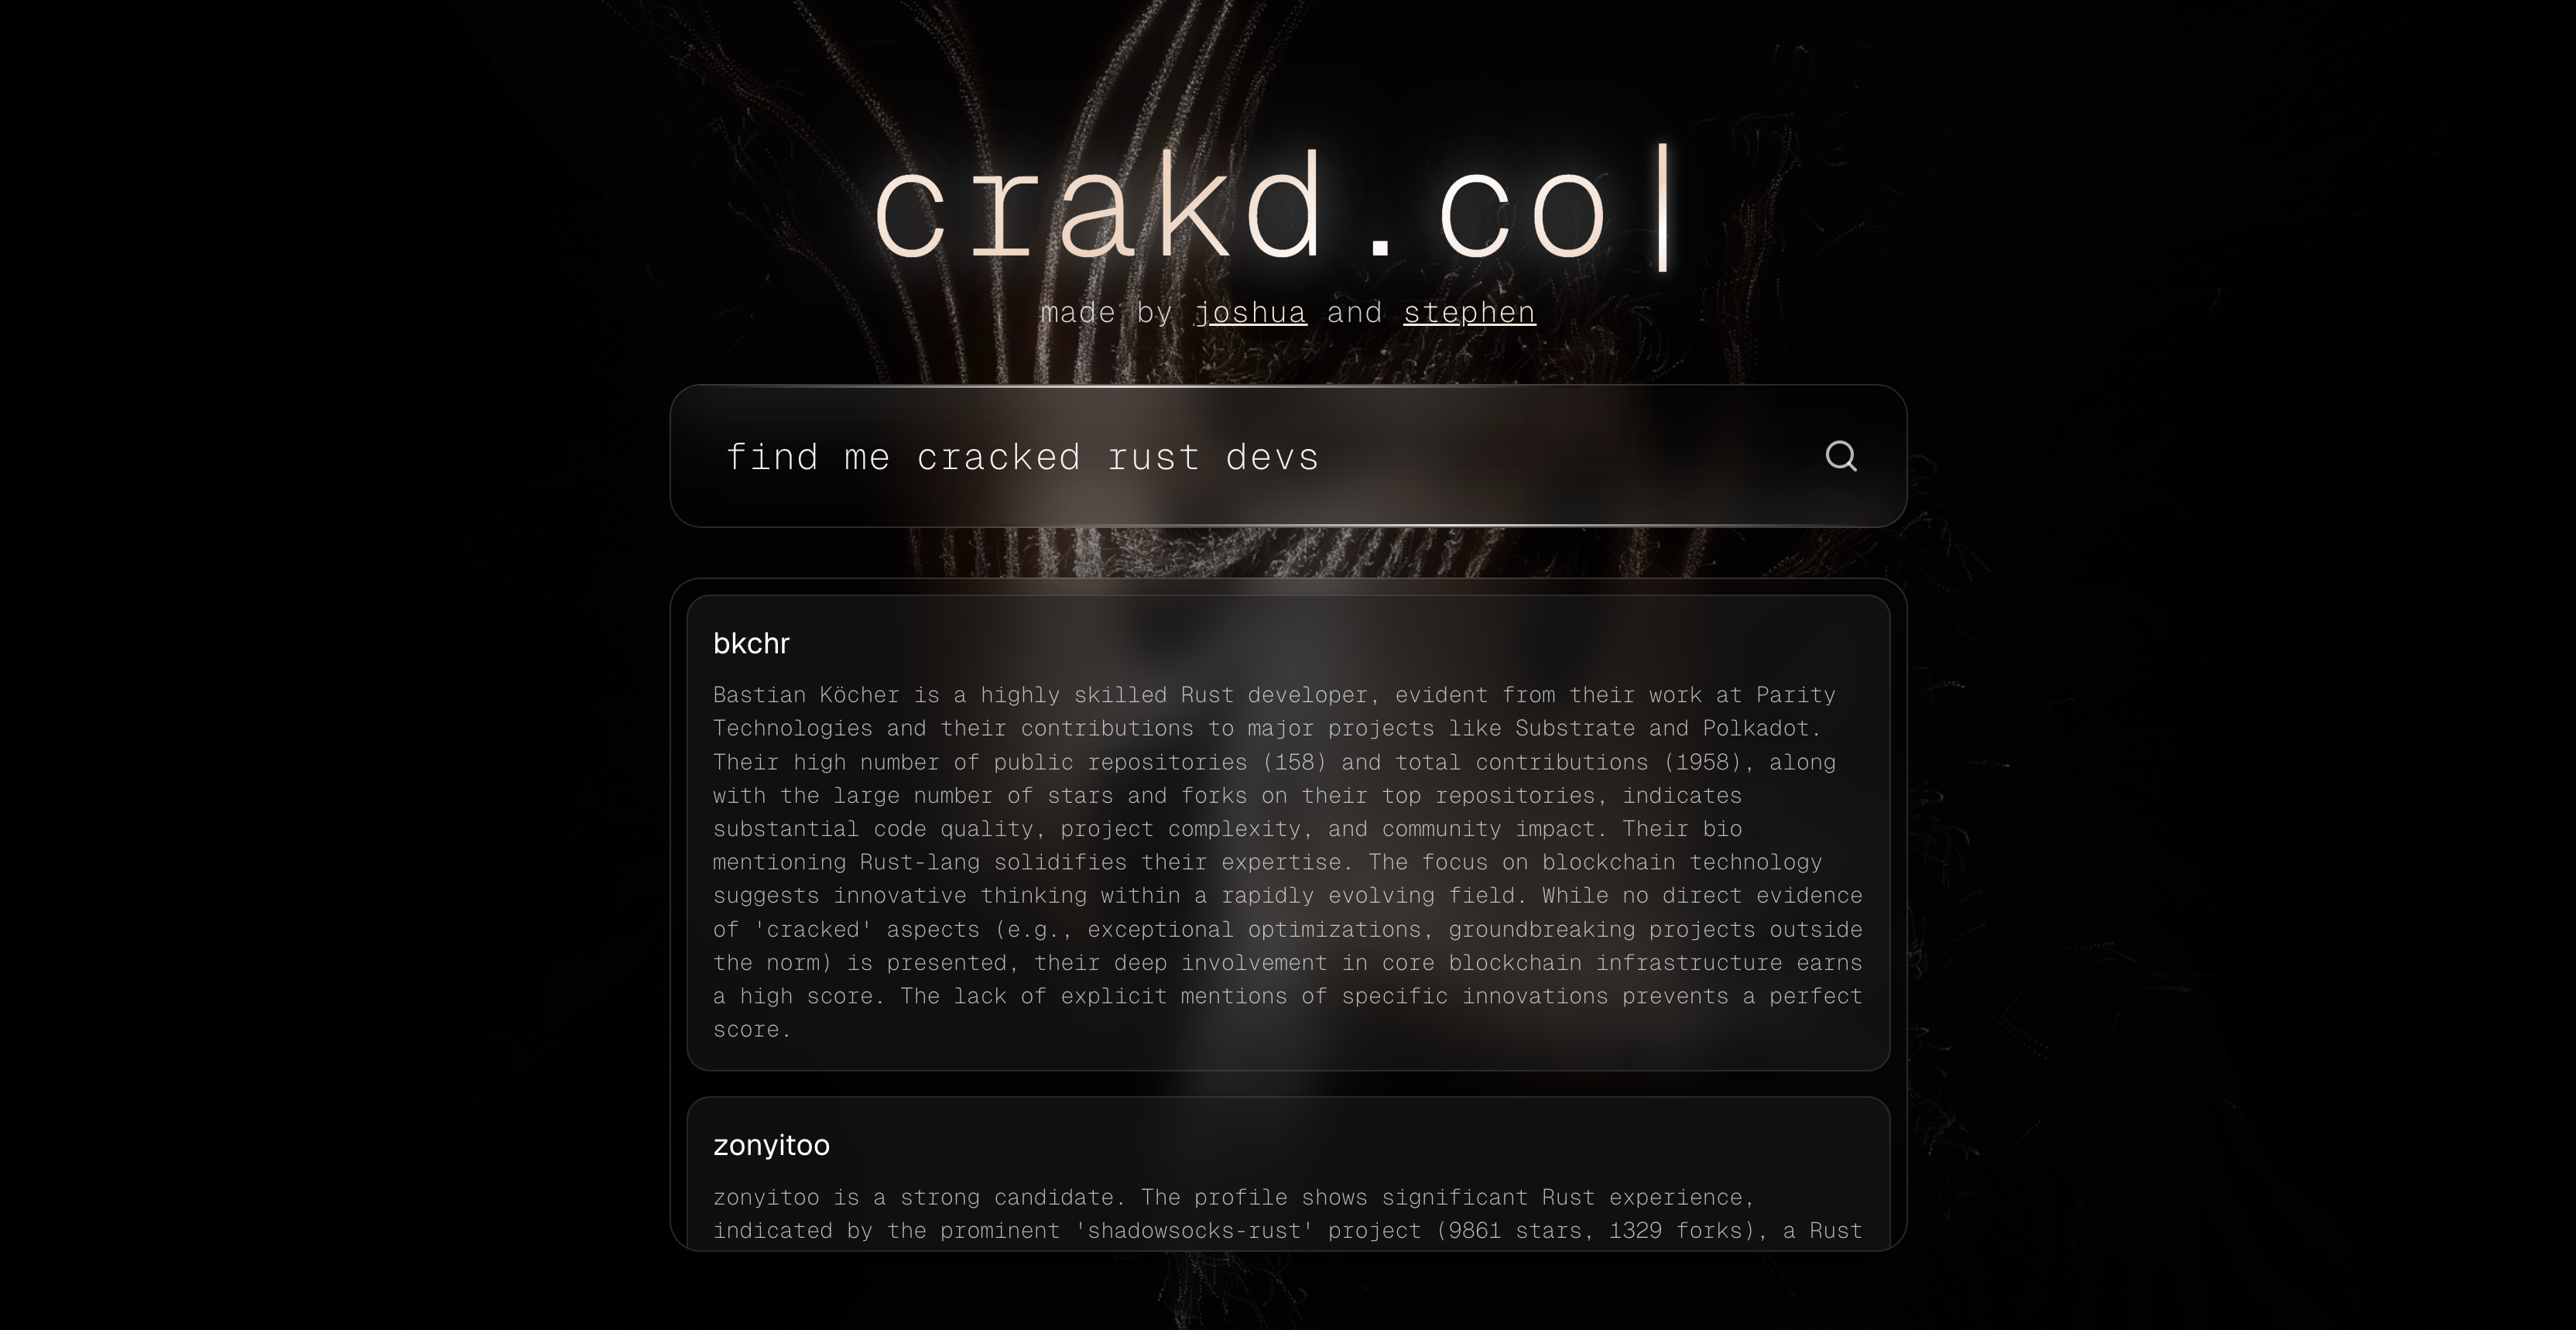 crakd.co|
made by joshua and stephen
find me cracked rust devs
bkchr
Bastian Köcher is a highly skilled Rust developer, evident from their work at Parity
Technologies and their contributions to major projects like Substrate and Polkadot.
Their high number of public repositories (158) and total contributions (1958), along
with the large number of stars and forks on their top repositories, indicates
substantial code quality, project complexity, and community impact. Their bio
mentioning Rust-lang solidifies their expertise. The focus on blockchain technology
suggests innovative thinking within a rapidly evolving field. While no direct evidence
of 'cracked' aspects (e.g., exceptional optimizations, groundbreaking projects outside
the norm) is presented, their deep involvement in core blockchain infrastructure earns
a high score. The lack of explicit mentions of specific innovations prevents a perfect
score.
zonyitoo
zonyitoo is a strong candidate. The profile shows significant Rust experience,
indicated by the prominent 'shadowsocks-rust' project (9861 stars, 1329 forks), a Rust